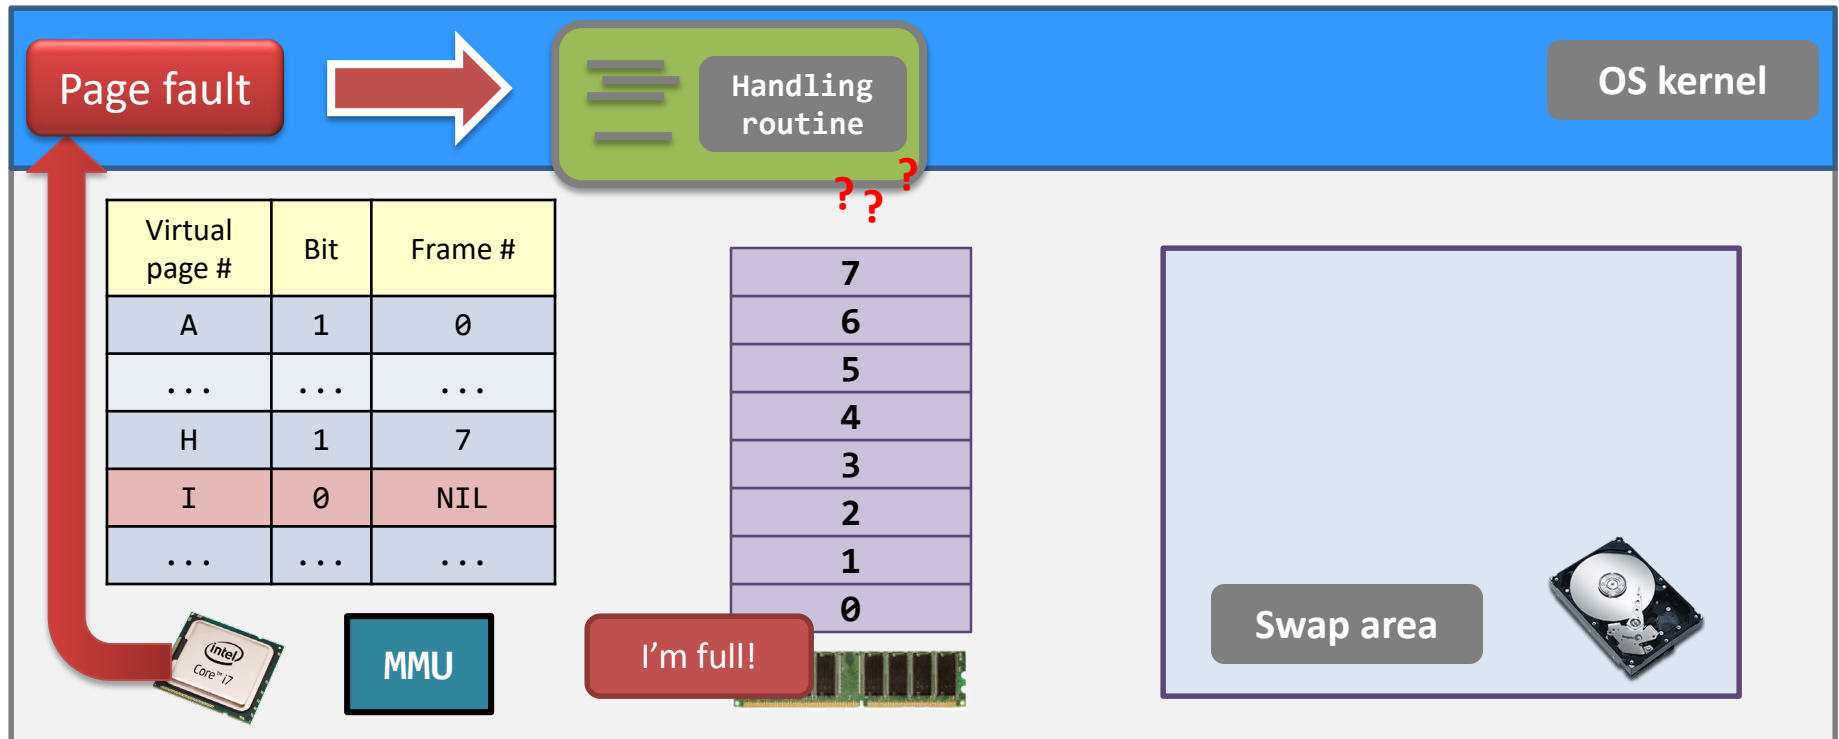 Page fault
Handling
routine
OS kernel
? ? ?
Virtual
page #
Bit
Frame #
A 1 0
... ... ...
H 1 7
I 0 NIL
... ... ...
7
6
5
4
3
2
1
0
intel
Core™ i7
MMU
I'm full!
Swap area